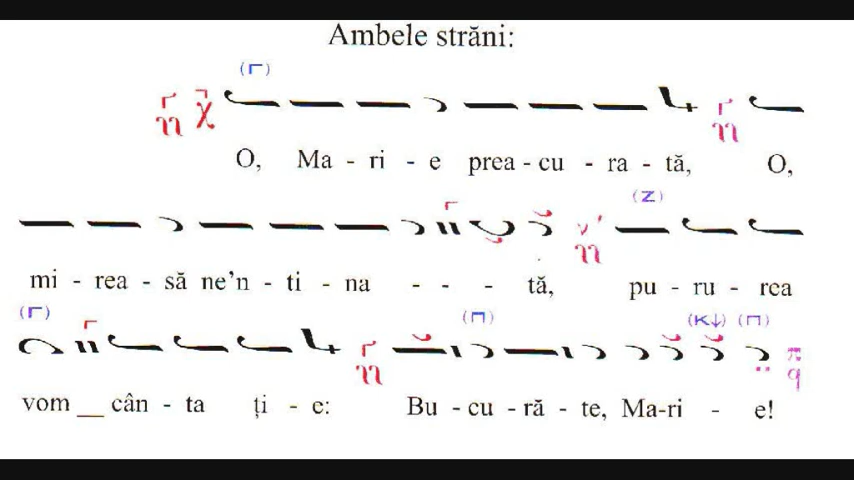 Ambele străni:
(Γ)
O, Ma - ri - e prea - cu - ra - tă, O,
(Z)
mi - rea - să ne'n - ti - na - - - tă, pu - ru - rea
(Γ) (Π) (K↓) (Π)
vom __ cân - ta ți - e: Bu - cu - ră - te, Ma-ri - e!